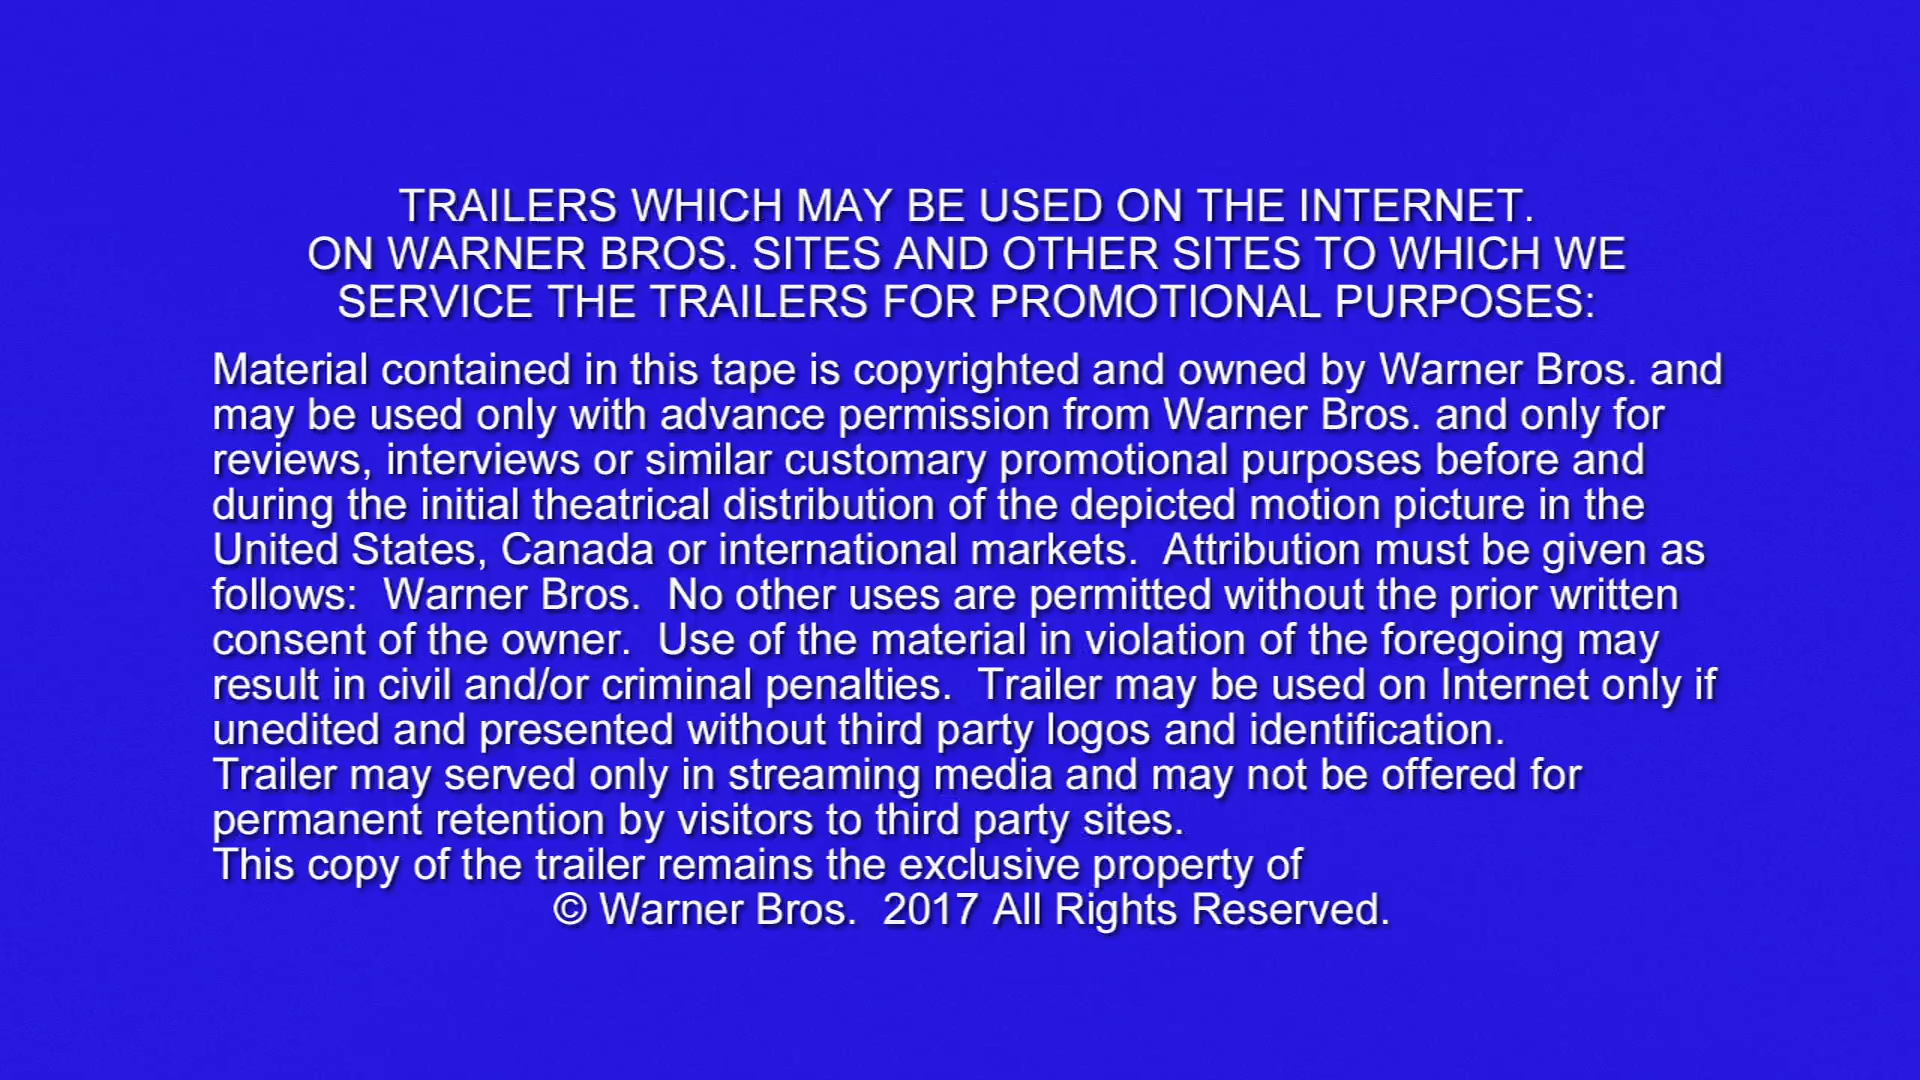 TRAILERS WHICH MAY BE USED ON THE INTERNET.
ON WARNER BROS. SITES AND OTHER SITES TO WHICH WE
SERVICE THE TRAILERS FOR PROMOTIONAL PURPOSES:
Material contained in this tape is copyrighted and owned by Warner Bros. and
may be used only with advance permission from Warner Bros. and only for
reviews, interviews or similar customary promotional purposes before and
during the initial theatrical distribution of the depicted motion picture in the
United States, Canada or international markets.  Attribution must be given as
follows:  Warner Bros.  No other uses are permitted without the prior written
consent of the owner.  Use of the material in violation of the foregoing may
result in civil and/or criminal penalties.  Trailer may be used on Internet only if
unedited and presented without third party logos and identification.
Trailer may served only in streaming media and may not be offered for
permanent retention by visitors to third party sites.
This copy of the trailer remains the exclusive property of
© Warner Bros.  2017 All Rights Reserved.